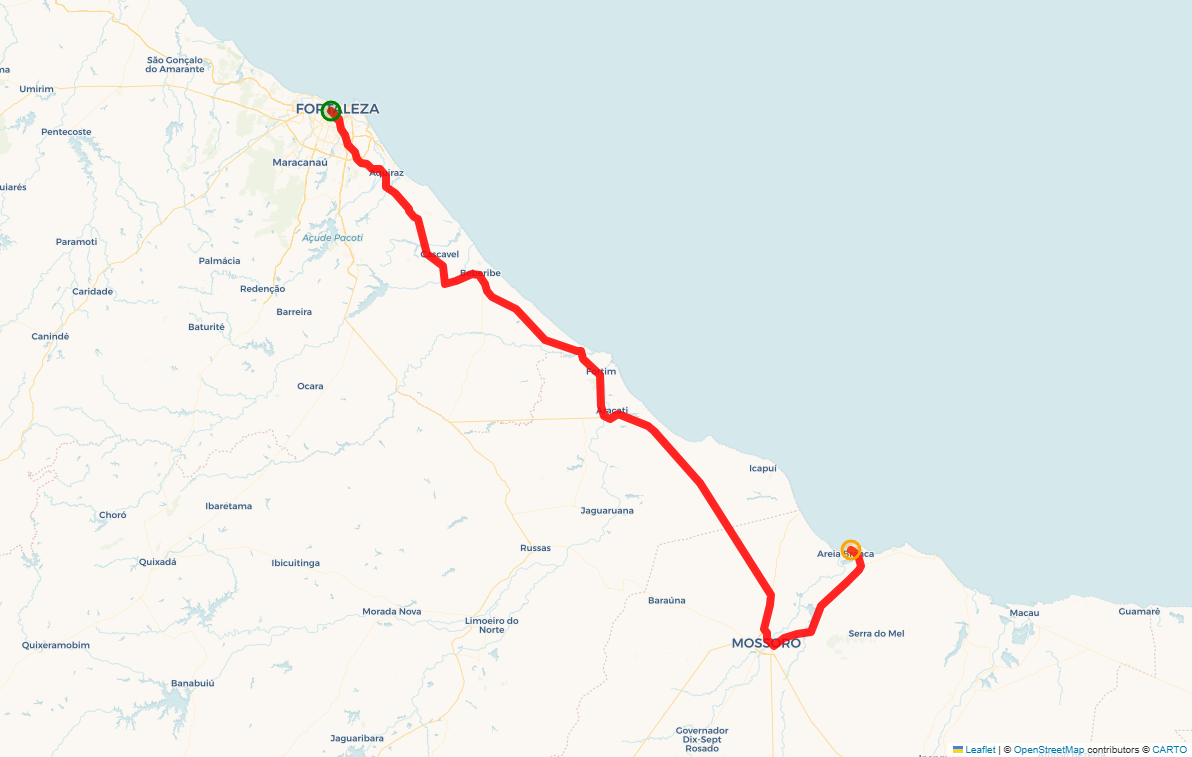 São Gonçalo
do Amarante
Umirim
FORTALEZA
Pentecoste
Maracanaú
Aquiraz
Paramoti
Açude Pacoti
Palmácia
Cascavel
Beberibe
Caridade
Redenção
Barreira
Baturité
Canindé
Fortim
Ocara
Aracati
Icapuí
Ibaretama
Jaguaruana
Choró
Russas
Areia Branca
Quixadá
Ibicuitinga
Baraúna
Morada Nova
Macau
Guamaré
Limoeiro do
Norte
Serra do Mel
Quixeramobim
MOSSORÓ
Banabuiú
Governador
Dix-Sept
Rosado
Jaguaribara
Leaflet | © OpenStreetMap contributors © CARTO